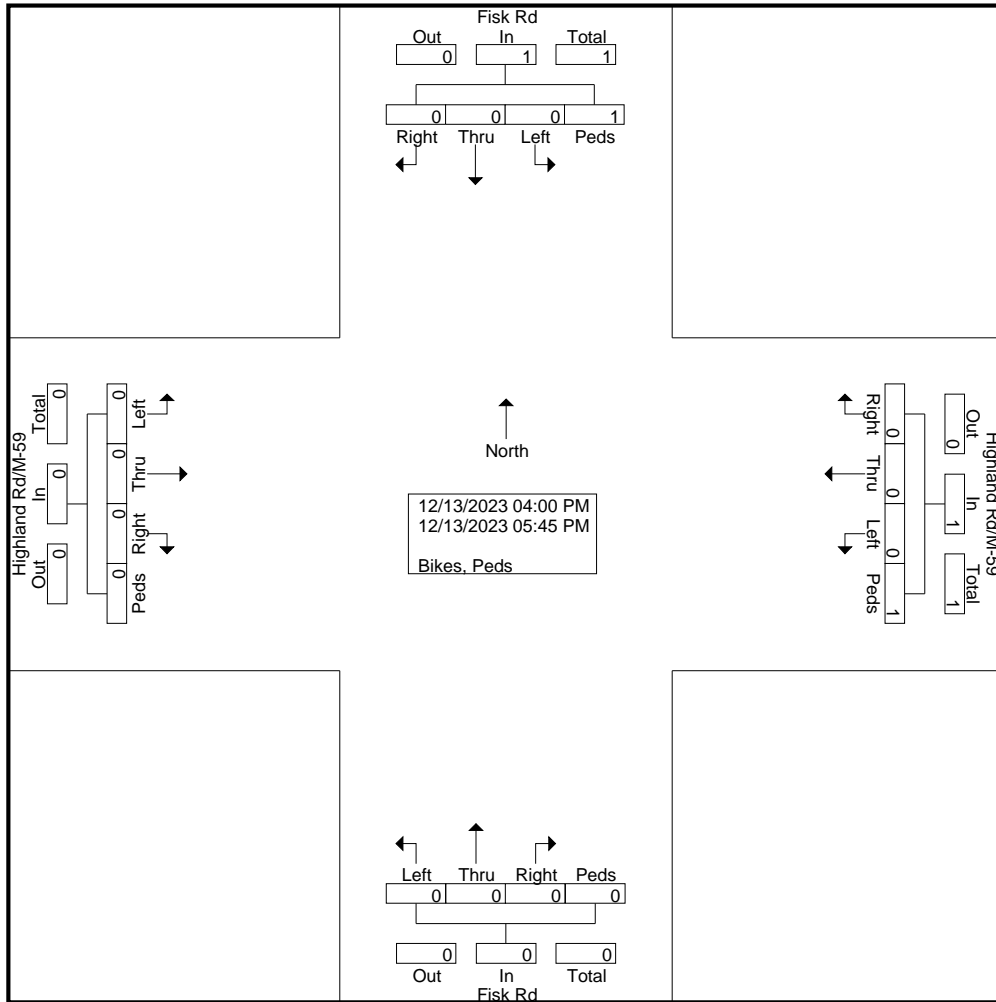 Fisk Rd
Out In Total
0 1 1
0 0 0 1
Right Thru Left Peds
Highland Rd/M-59
Total In Out
0 0 0
0 0 0 0
Left Thru Right Peds
North
12/13/2023 04:00 PM
12/13/2023 05:45 PM
Bikes, Peds
Right Thru Left Peds
0 0 0 1
0 1 1
Out In Total
Highland Rd/M-59
Left Thru Right Peds
0 0 0 0
0 0 0
Out In Total
Fisk Rd